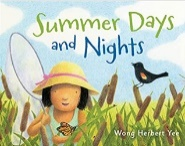 Summer Days
and Nights
Wong Herbert Yee